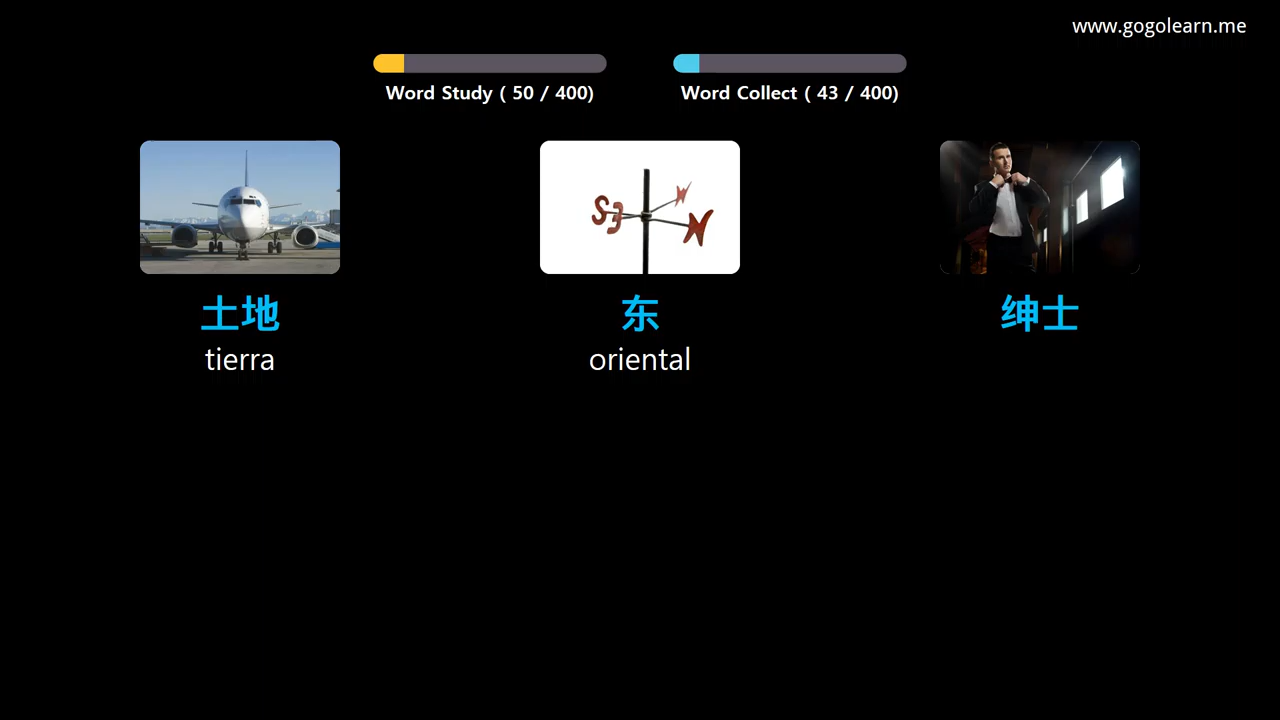 www.gogolearn.me
Word Study ( 50 / 400)
Word Collect ( 43 / 400)
S
E
N
W
土地
东
绅士
tierra
oriental